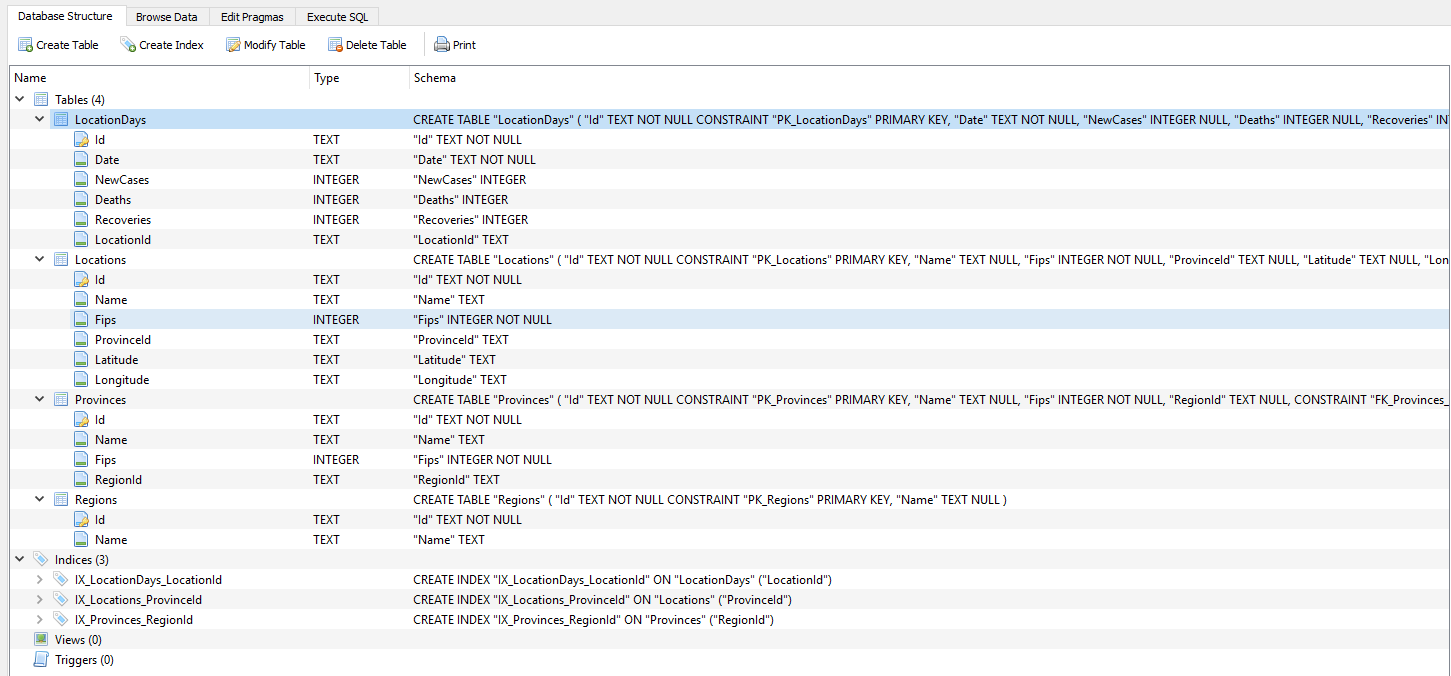 Database Structure Browse Data Edit Pragmas Execute SQL
Create Table Create Index Modify Table Delete Table Print
Name Type Schema
Tables (4)
LocationDays CREATE TABLE "LocationDays" ( "Id" TEXT NOT NULL CONSTRAINT "PK_LocationDays" PRIMARY KEY, "Date" TEXT NOT NULL, "NewCases" INTEGER NULL, "Deaths" INTEGER NULL, "Recoveries" IN
Id TEXT "Id" TEXT NOT NULL
Date TEXT "Date" TEXT NOT NULL
NewCases INTEGER "NewCases" INTEGER
Deaths INTEGER "Deaths" INTEGER
Recoveries INTEGER "Recoveries" INTEGER
LocationId TEXT "LocationId" TEXT
Locations CREATE TABLE "Locations" ( "Id" TEXT NOT NULL CONSTRAINT "PK_Locations" PRIMARY KEY, "Name" TEXT NULL, "Fips" INTEGER NOT NULL, "ProvinceId" TEXT NULL, "Latitude" TEXT NULL, "Lon
Id TEXT "Id" TEXT NOT NULL
Name TEXT "Name" TEXT
Fips INTEGER "Fips" INTEGER NOT NULL
ProvinceId TEXT "ProvinceId" TEXT
Latitude TEXT "Latitude" TEXT
Longitude TEXT "Longitude" TEXT
Provinces CREATE TABLE "Provinces" ( "Id" TEXT NOT NULL CONSTRAINT "PK_Provinces" PRIMARY KEY, "Name" TEXT NULL, "Fips" INTEGER NOT NULL, "RegionId" TEXT NULL, CONSTRAINT "FK_Provinces_
Id TEXT "Id" TEXT NOT NULL
Name TEXT "Name" TEXT
Fips INTEGER "Fips" INTEGER NOT NULL
RegionId TEXT "RegionId" TEXT
Regions CREATE TABLE "Regions" ( "Id" TEXT NOT NULL CONSTRAINT "PK_Regions" PRIMARY KEY, "Name" TEXT NULL )
Id TEXT "Id" TEXT NOT NULL
Name TEXT "Name" TEXT
Indices (3)
IX_LocationDays_LocationId CREATE INDEX "IX_LocationDays_LocationId" ON "LocationDays" ("LocationId")
IX_Locations_ProvinceId CREATE INDEX "IX_Locations_ProvinceId" ON "Locations" ("ProvinceId")
IX_Provinces_RegionId CREATE INDEX "IX_Provinces_RegionId" ON "Provinces" ("RegionId")
Views (0)
Triggers (0)